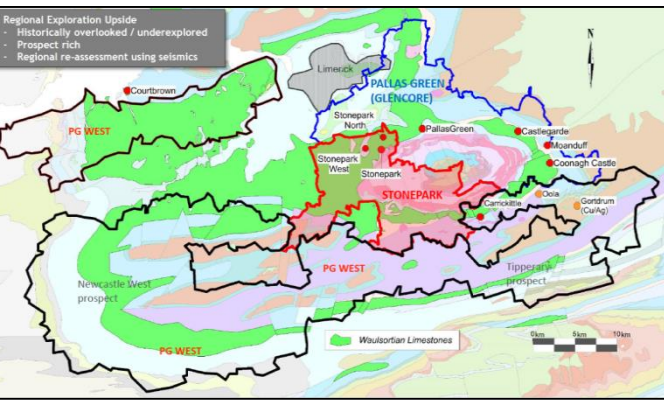 Regional Exploration Upside
- Historically overlooked / underexplored
- Prospect rich
- Regional re-assessment using seismics
N
Limerick
Courtbrown
PALLAS GREEN
(GLENCORE)
Stonepark
North
PG WEST
PallasGreen
Castlegarde
Moanduff
Stonepark
West
Stonepark
Coonagh Castle
STONEPARK
Carrickittle
Oola
Gortdrum
(Cu/Ag)
Newcastle West
prospect
PG WEST
Tipperary
prospect
PG WEST
Waulsortian Limestones
0km
5km
10km